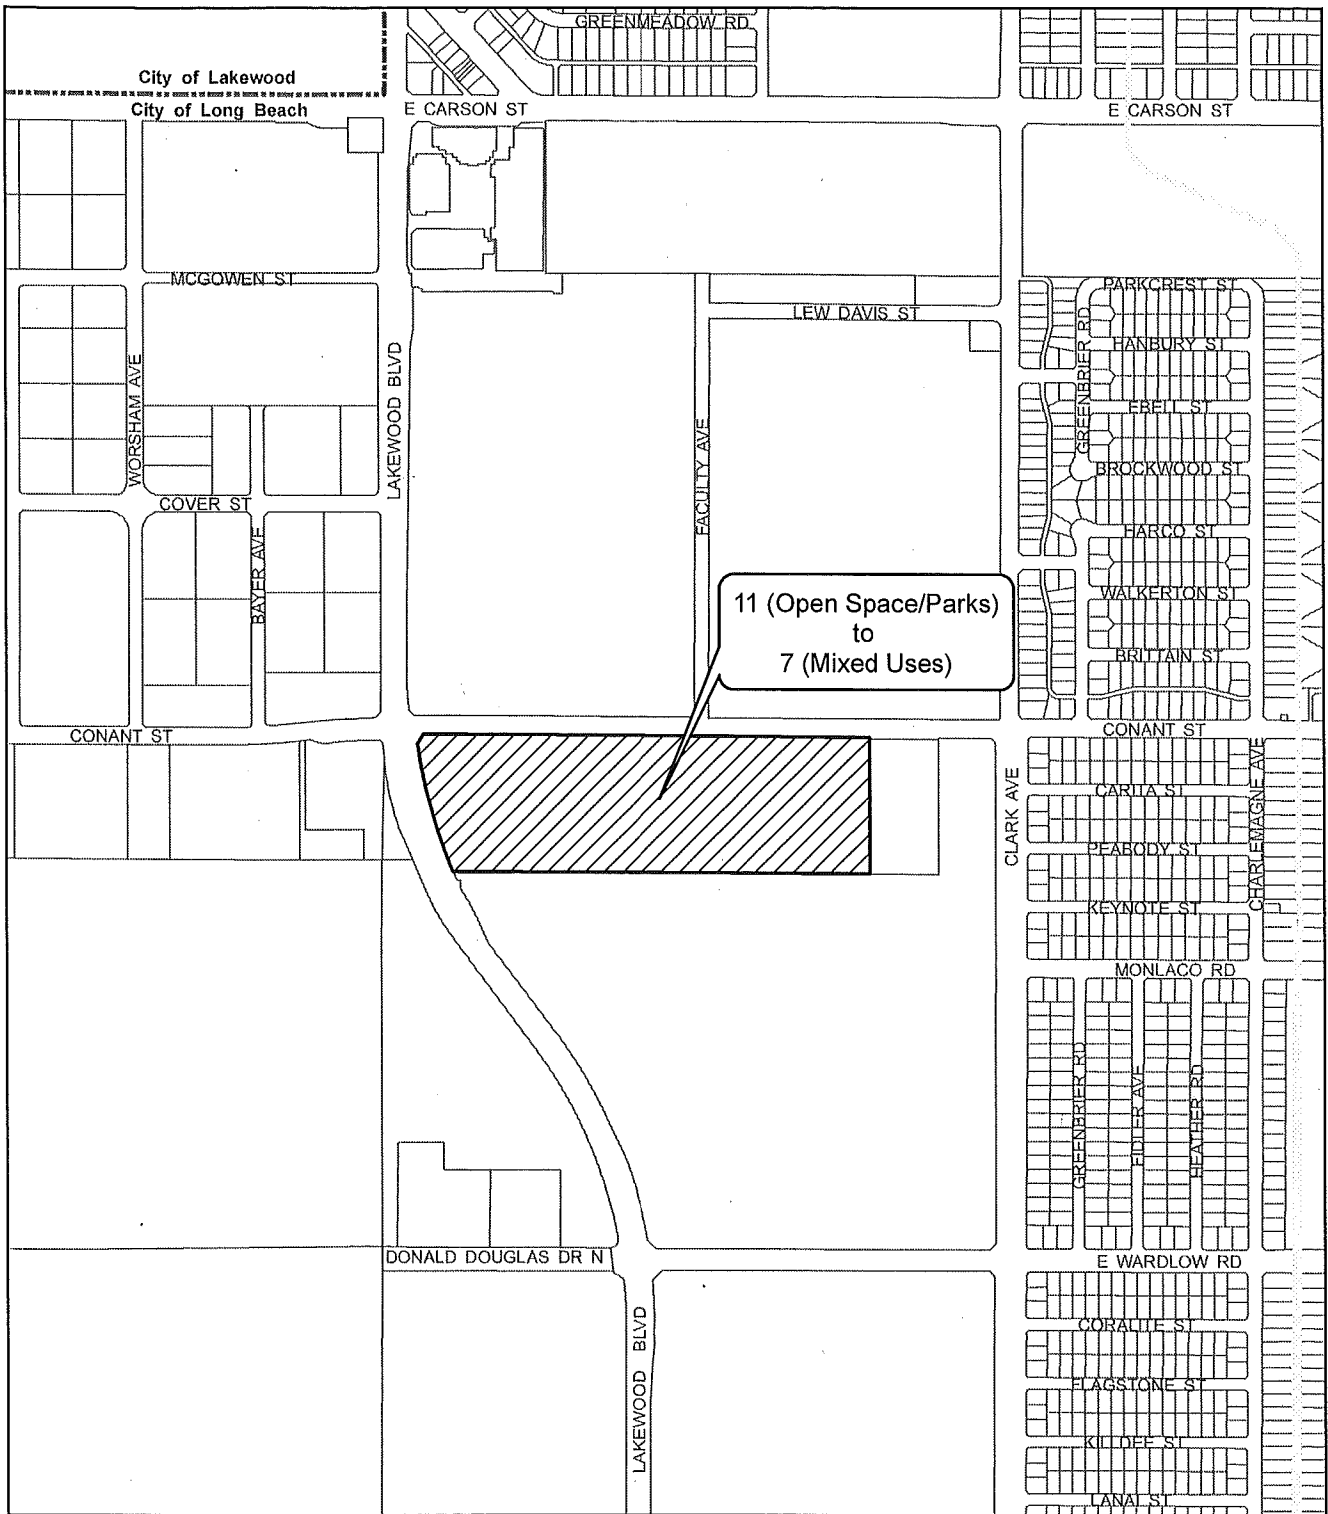 GREENMEADOW RD
City of Lakewood
City of Long Beach
E CARSON ST
E CARSON ST
MCGOWEN ST
PARKCREST ST
LEW DAVIS ST
HANBURY ST
GREENBRIER RD
WORSHAM AVE
LAKEWOOD BLVD
EBELL ST
FACULTY AVE
BROCKWOOD ST
COVER ST
HARCO ST
BAYER AVE
11 (Open Space/Parks)
to
7 (Mixed Uses)
WALKERTON ST
BRITTAIN ST
CONANT ST
CONANT ST
CLARK AVE
CARITA ST
CHARLEMAGNE AVE
PEABODY ST
KEYNOTE ST
MONLACO RD
GREENBRIER RD
FIDLER AVE
HEATHER RD
DONALD DOUGLAS DR N
E WARDLOW RD
LAKEWOOD BLVD
CORALITE ST
FLAGSTONE ST
KILLDEE ST
LANAI ST